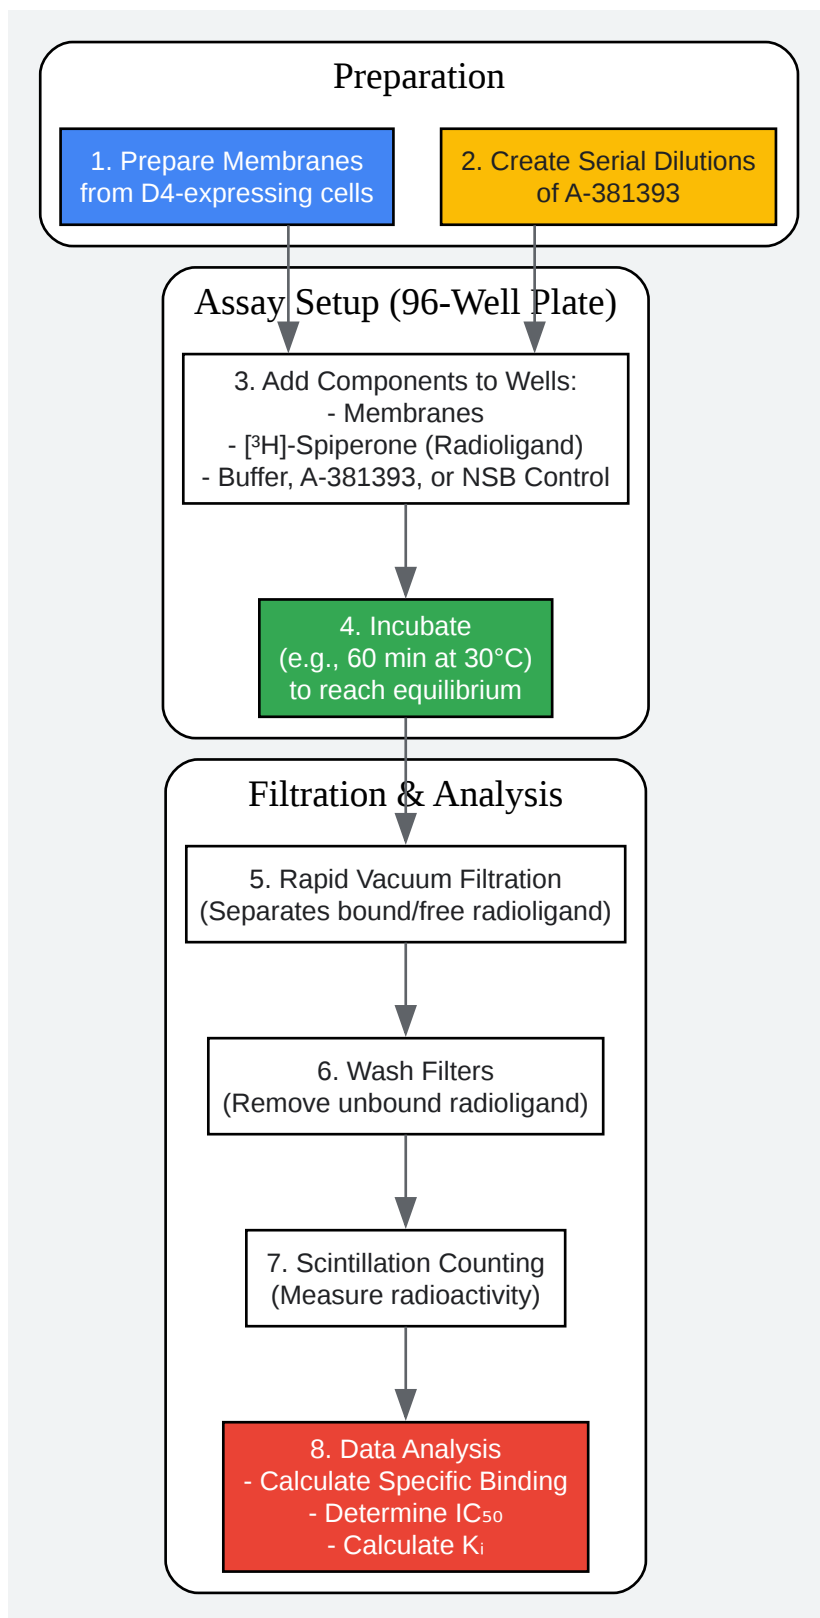 Preparation
1. Prepare Membranes
from D4-expressing cells
2. Create Serial Dilutions
of A-381393
Assay Setup (96-Well Plate)
3. Add Components to Wells:
- Membranes
- [³H]-Spiperone (Radioligand)
- Buffer, A-381393, or NSB Control
4. Incubate
(e.g., 60 min at 30°C)
to reach equilibrium
Filtration & Analysis
5. Rapid Vacuum Filtration
(Separates bound/free radioligand)
6. Wash Filters
(Remove unbound radioligand)
7. Scintillation Counting
(Measure radioactivity)
8. Data Analysis
- Calculate Specific Binding
- Determine IC₅₀
- Calculate Kᵢ